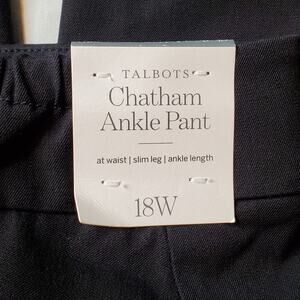 TALBOTS
Chatham
Ankle Pant
at waist | slim leg | ankle length
18W